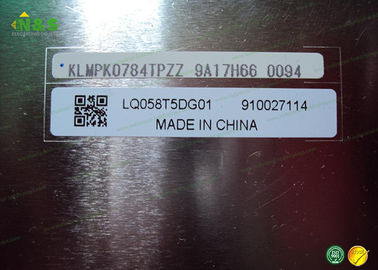 N&S
KLMPK0784TPZZ 9A17H66 0094
LQ058T5DG01 910027114
MADE IN CHINA